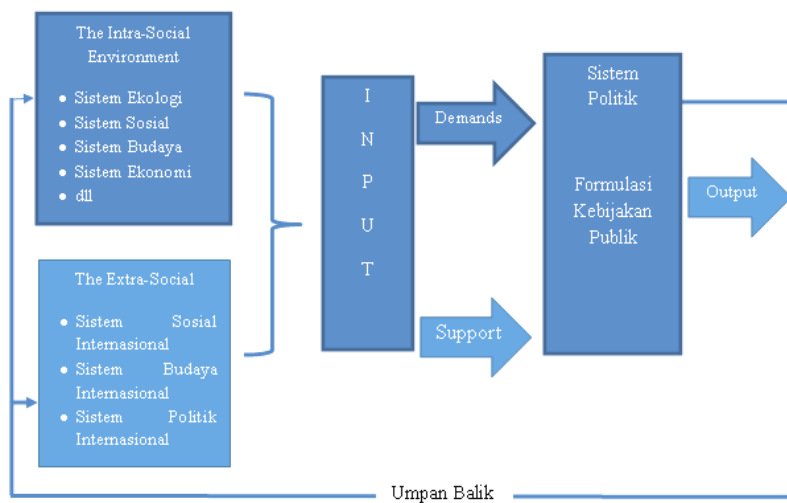 The Intra-Social
Environment
• Sistem Ekologi
• Sistem Sosial
• Sistem Budaya
• Sistem Ekonomi
• dll
The Extra-Social
• Sistem Sosial
Internasional
• Sistem Budaya
Internasional
• Sistem Politik
Internasional
I
N
P
U
T
Demands
Support
Sistem
Politik
Formulasi
Kebijakan
Publik
Output
Umpan Balik